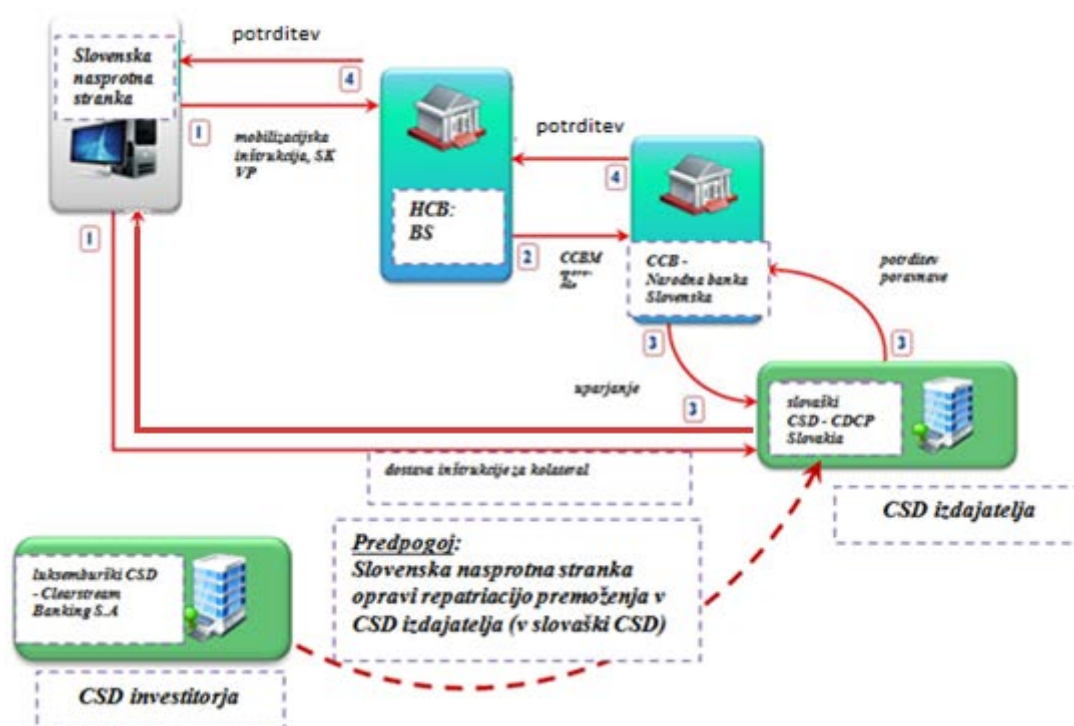 potrditev
Slovenska
nasprotna
stranka
4
1
mobilizacijska
inštrukcija, SK
VP
potrditev
4
HCB:
BS
1
2
CCBM
CCB -
Narodna banka
Slovenska
potrditev
poravnave
3
3
uparjanje
3
slovaški
CSD - CDCP
Slovakia
dostava inštrukcije za kolateral
CSD izdajatelja
Predpogoj:
Slovenska nasprotna stranka
opravi repatriacijo premoženja v
CSD izdajatelja (v slovaški CSD)
luksemburški CSD
- Clearstream
Banking S.A
CSD investitorja